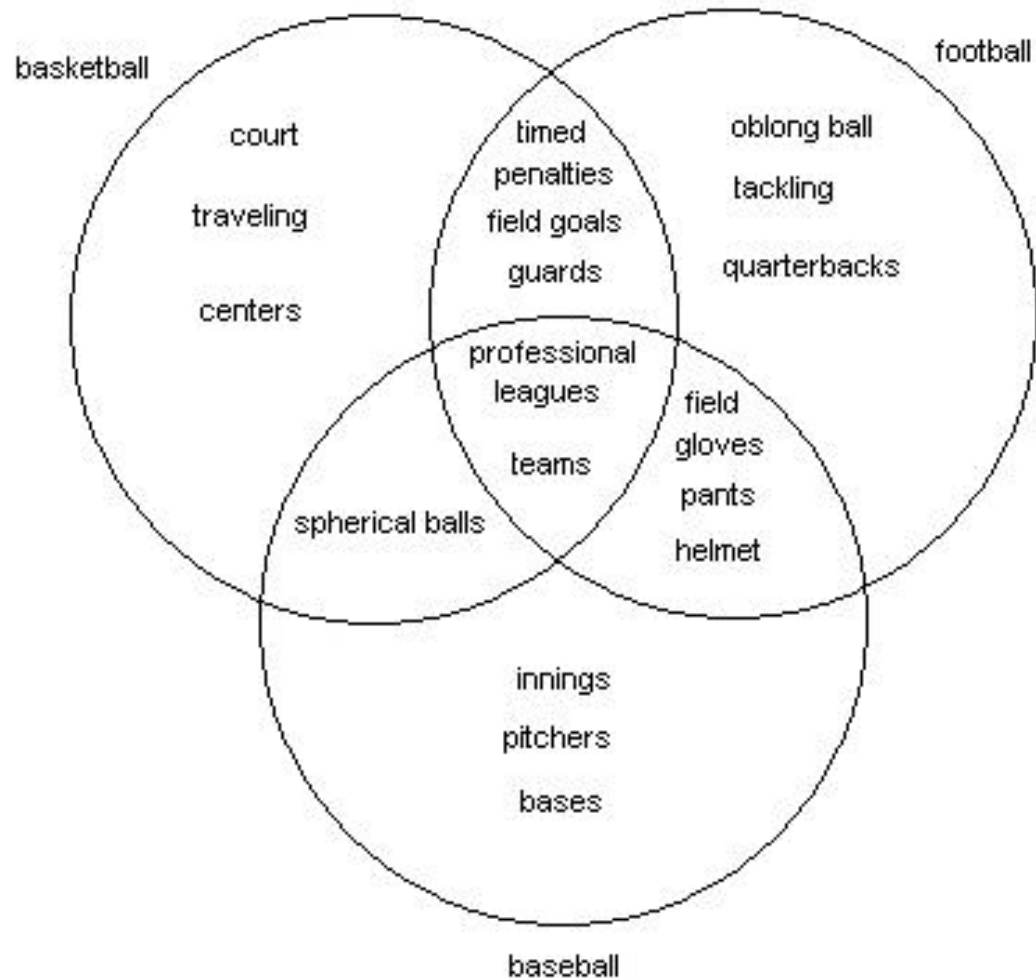 basketball
football
court
traveling
centers
timed
penalties
field goals
guards
oblong ball
tackling
quarterbacks
professional
leagues
teams
spherical balls
field
gloves
pants
helmet
innings
pitchers
bases
baseball